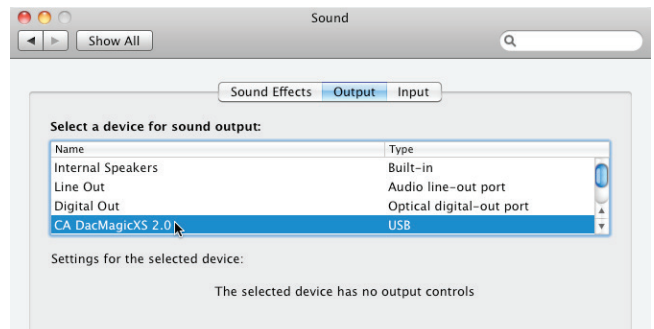 Sound
Show All
Sound Effects Output Input
Select a device for sound output:
Name Type
Internal Speakers Built-in
Line Out Audio line-out port
Digital Out Optical digital-out port
CA DacMagicXS 2.0 USB
Settings for the selected device:
The selected device has no output controls